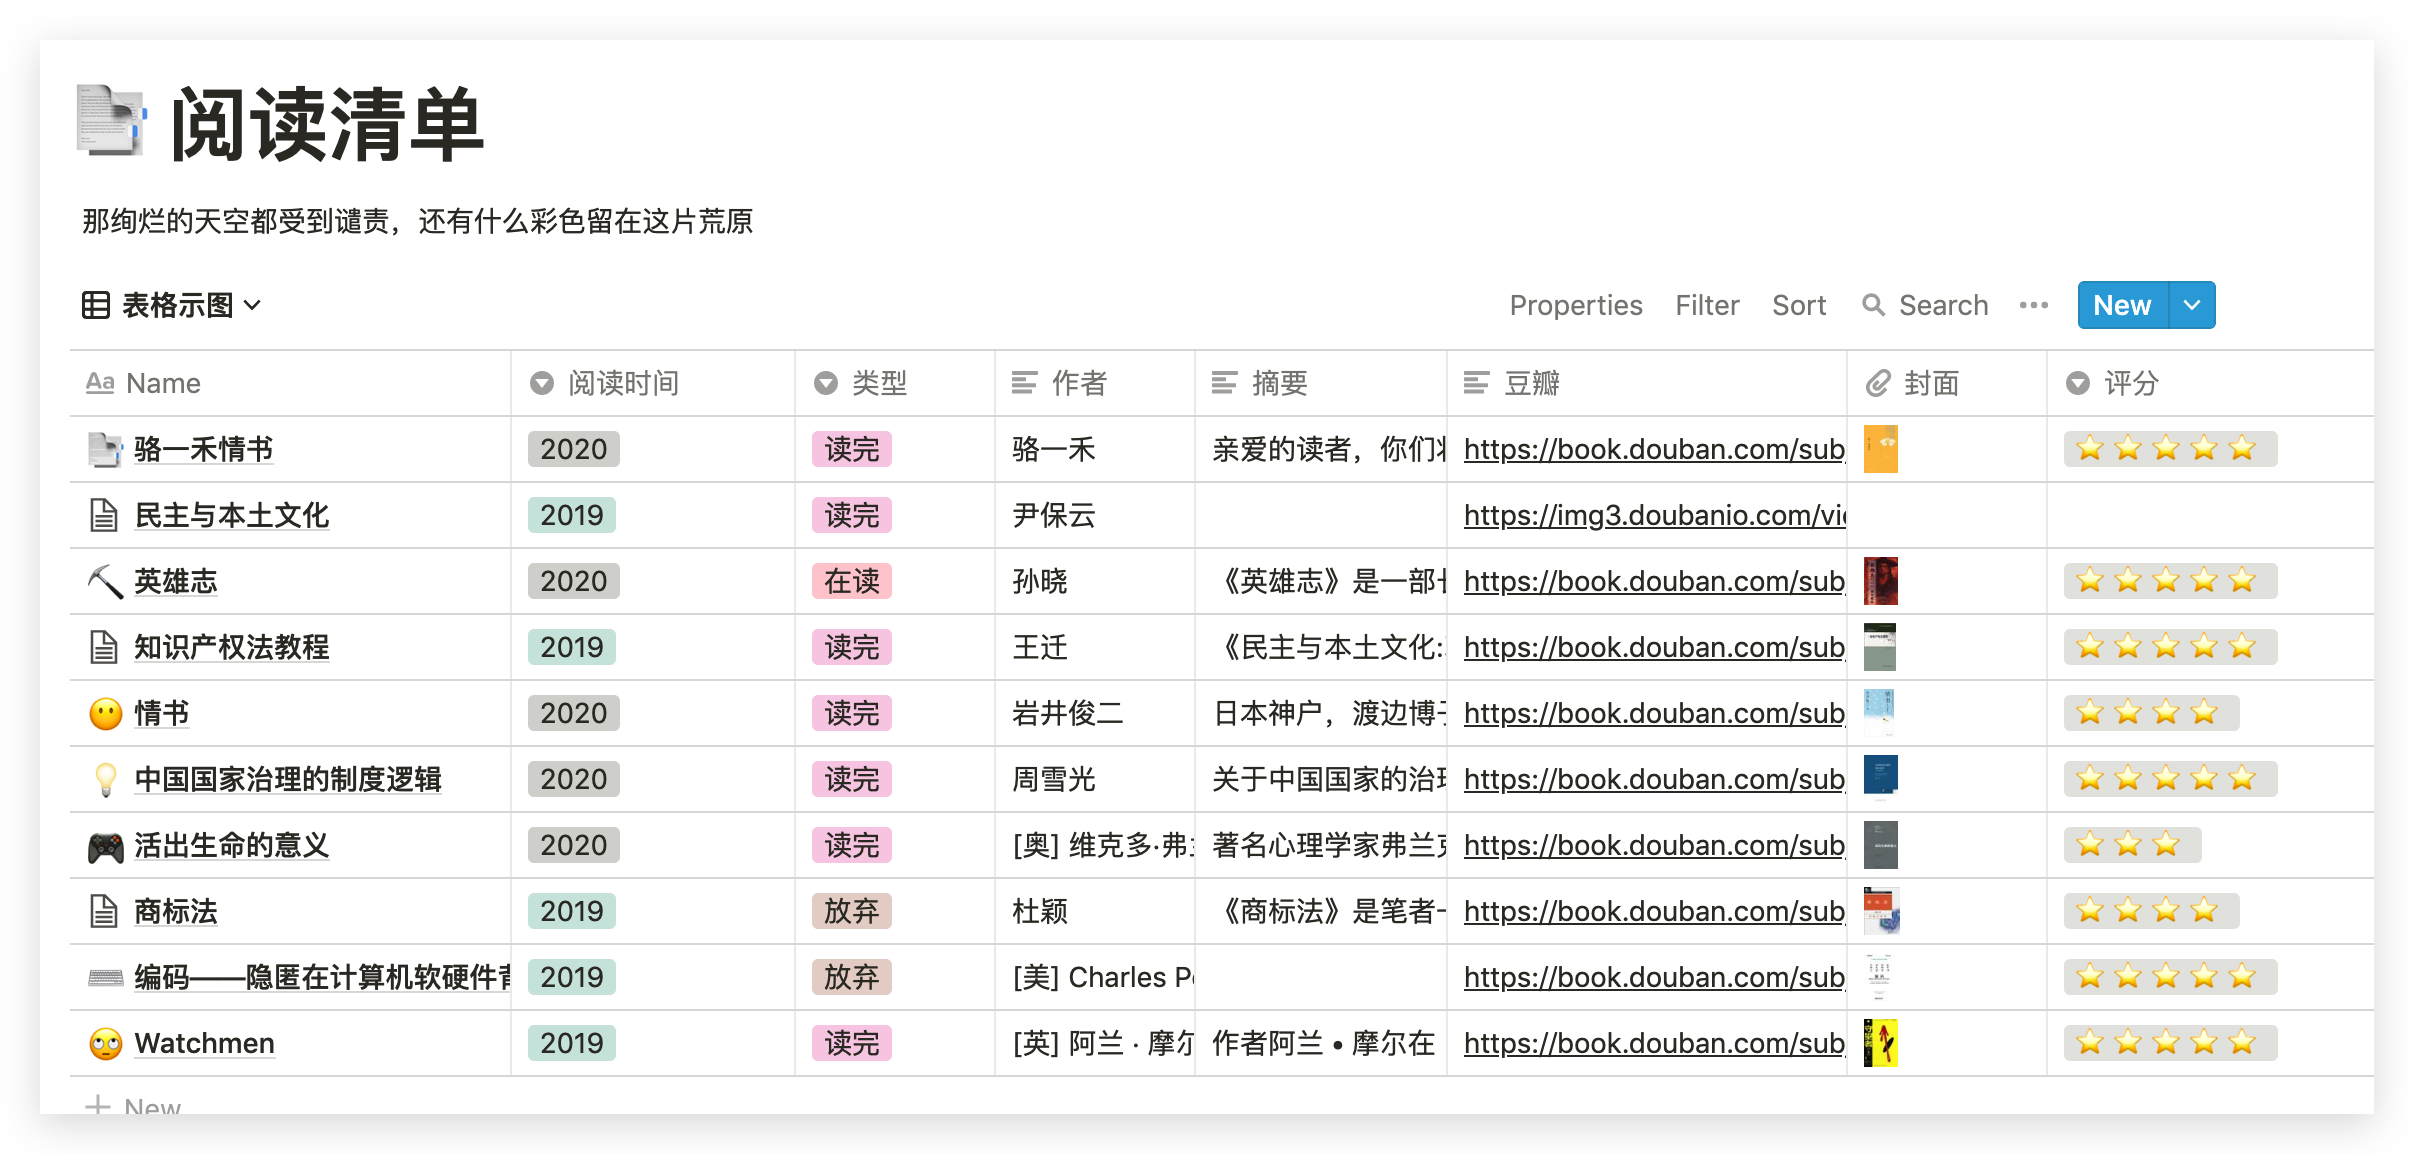 阅读清单
那绚烂的天空都受到谴责，还有什么彩色留在这片荒原
表格示图 Properties Filter Sort Search New
Aa Name 阅读时间 类型 作者 摘要 豆瓣 封面 评分
骆一禾情书 2020 读完 骆一禾 亲爱的读者，你们 https://book.douban.com/sub
民主与本土文化 2019 读完 尹保云 https://img3.doubanio.com/vi
英雄志 2020 在读 孙晓 《英雄志》是一部 https://book.douban.com/sub
知识产权法教程 2019 读完 王迁 《民主与本土文化: https://book.douban.com/sub
情书 2020 读完 岩井俊二 日本神户，渡边博 https://book.douban.com/sub
中国国家治理的制度逻辑 2020 读完 周雪光 关于中国国家的治 https://book.douban.com/sub
活出生命的意义 2020 读完 [奥] 维克多·弗 著名心理学家弗兰 https://book.douban.com/sub
商标法 2019 放弃 杜颖 《商标法》是笔者 https://book.douban.com/sub
编码——隐匿在计算机软硬件 2019 放弃 [美] Charles P https://book.douban.com/sub
Watchmen 2019 读完 [英] 阿兰 · 摩尔 作者阿兰 • 摩尔在 https://book.douban.com/sub
New